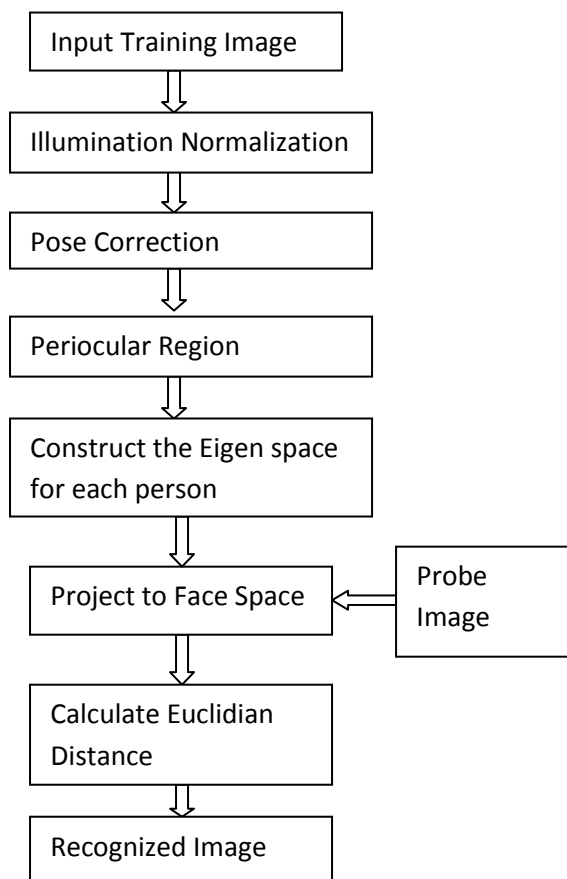 Input Training Image
Illumination Normalization
Pose Correction
Periocular Region
Construct the Eigen space
for each person
Project to Face Space
Probe
Image
Calculate Euclidian
Distance
Recognized Image